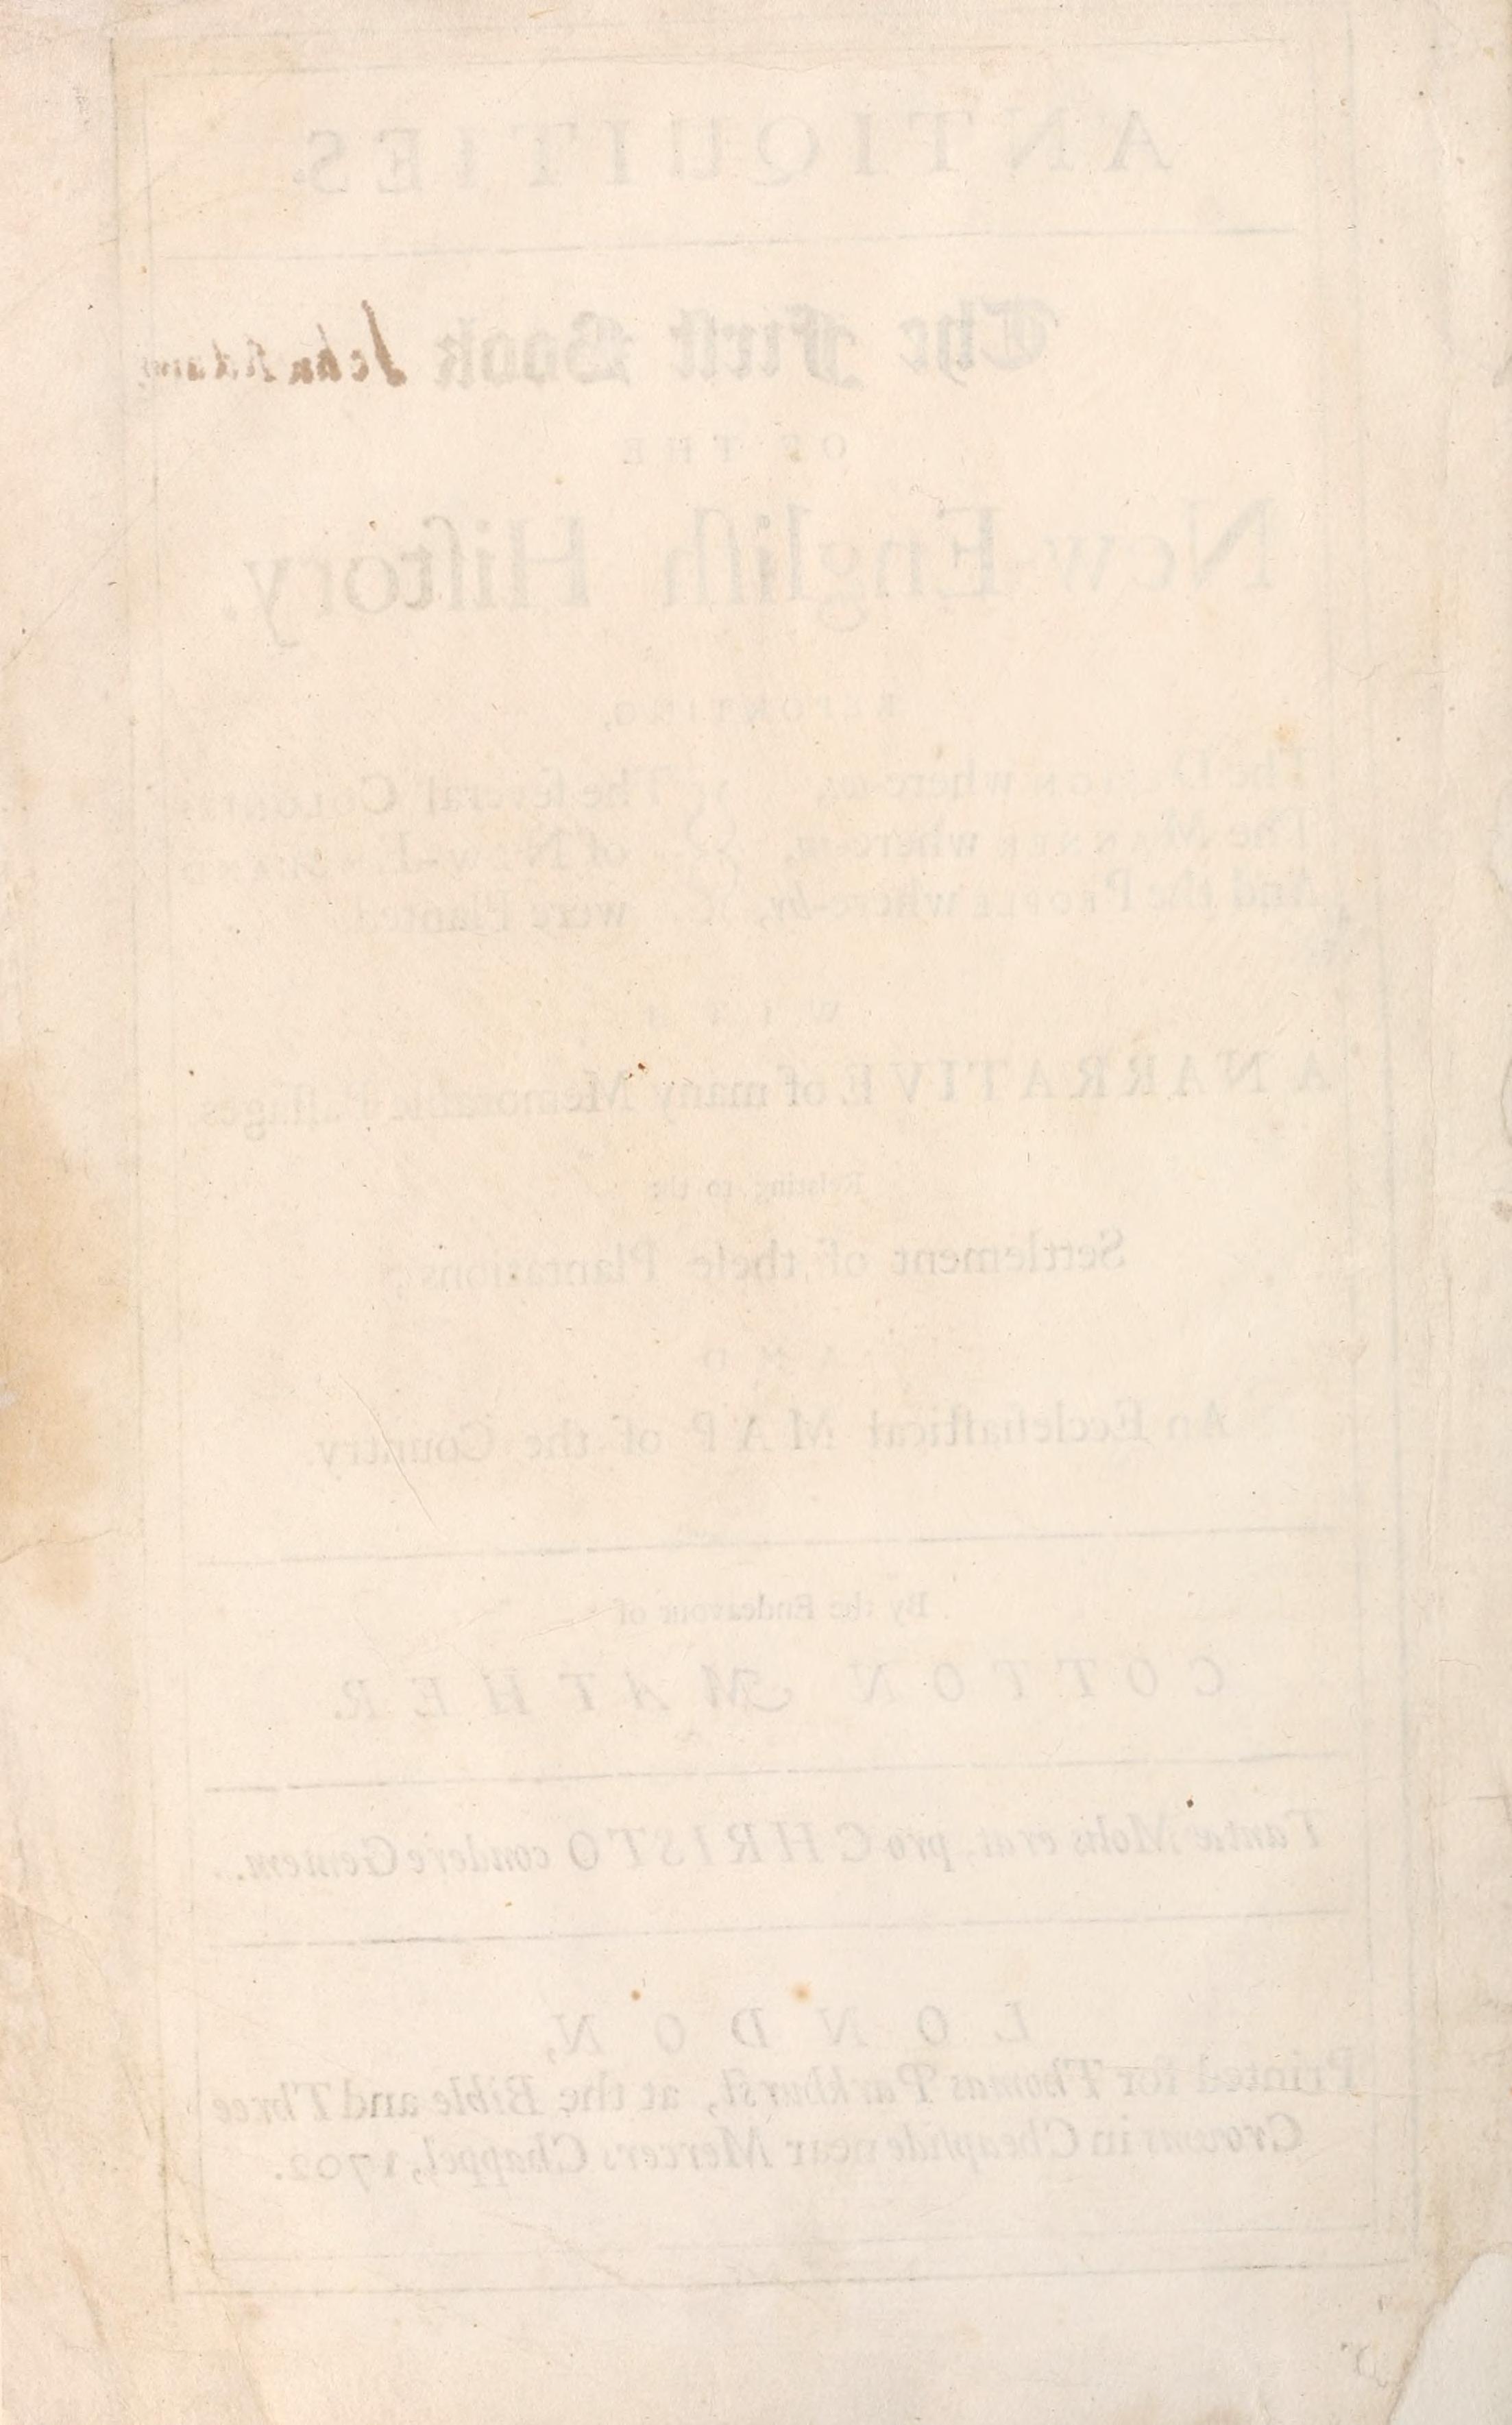 ANTIQUITIES.
The First Book
John Adams
OF THE
New-Engliſh Hiſtory.
REPORTING,
The DESIGN where-on, The ſeveral COLONIES
The MANNER where-in, of NEW-ENGLAND
And the PEOPLE where-by, were Planted.
WITH
A NARRATIVE of many Memorable Paſſages
Relating to the
Settlement of theſe Plantations;
AND
An Eccleſiaſtical MAP of the Country.
By the Endeavour of
COTTON MATHER.
Tantæ Molis erat, pro CHRISTO condere Gentem.
LONDON,
Printed for Thomas Parkhurſt, at the Bible and Three
Crowns in Cheapſide near Mercers Chappel, 1702.